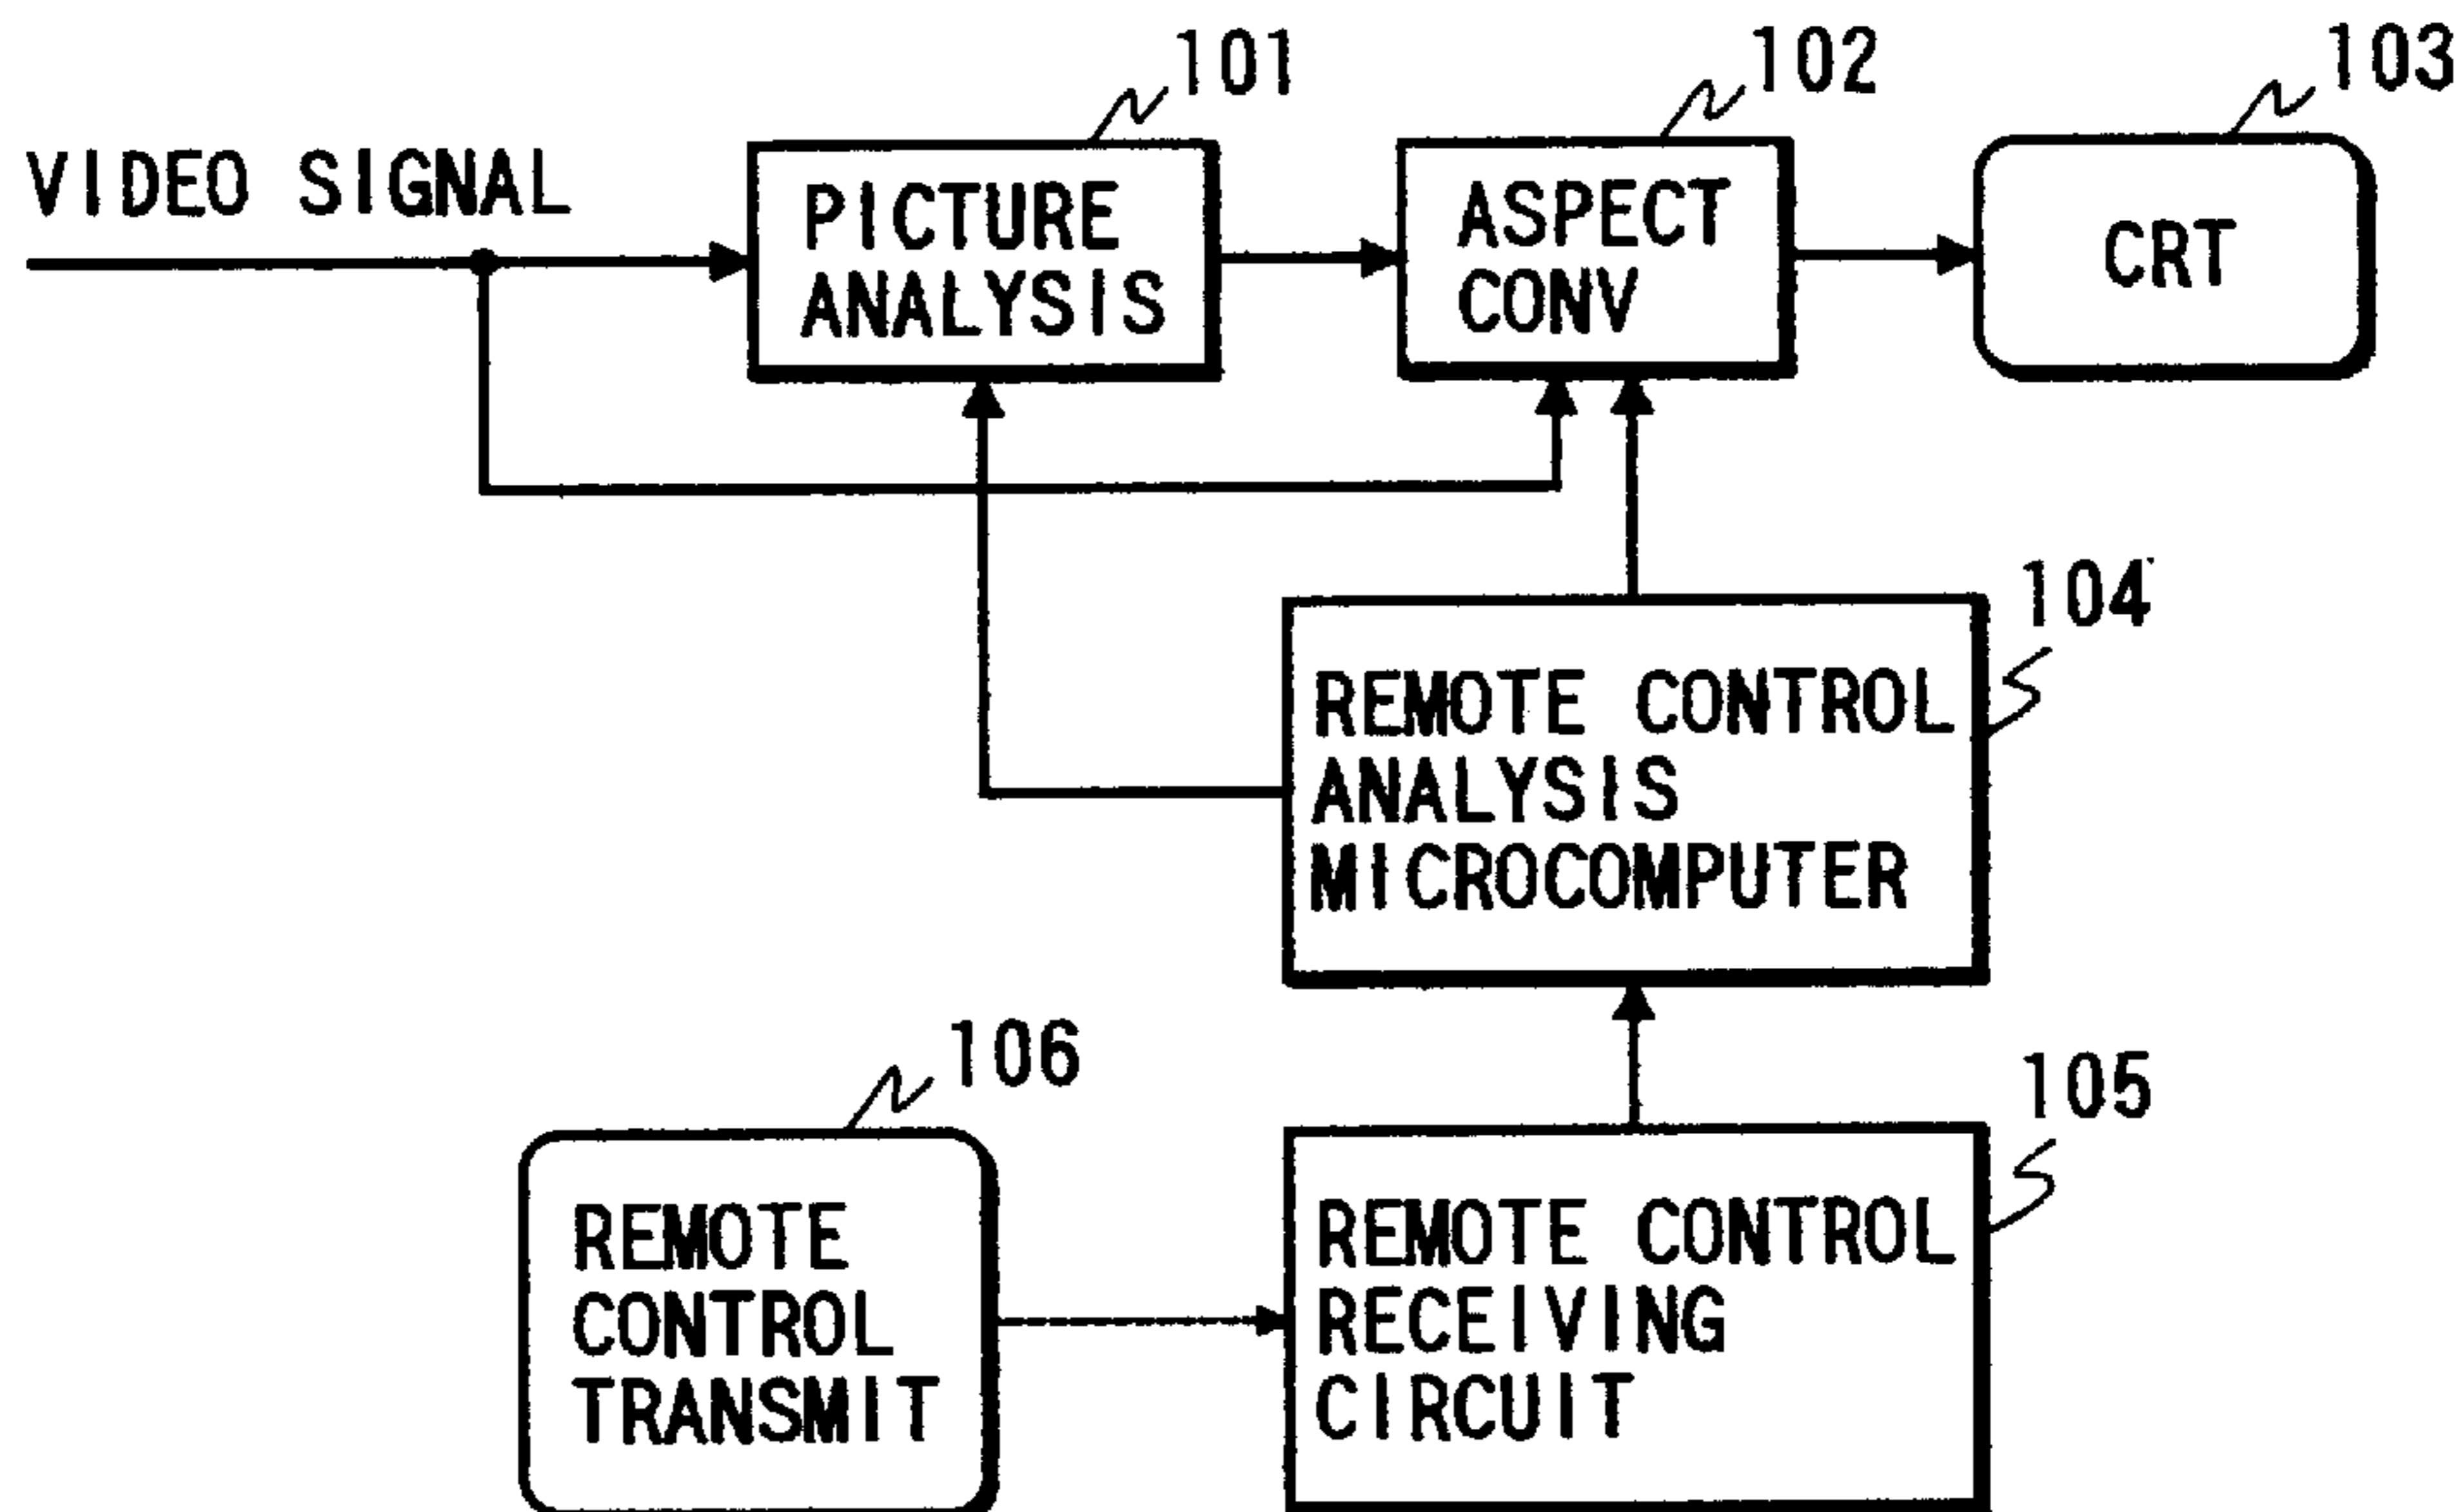 101
102
103
VIDEO SIGNAL
PICTURE
ANALYSIS
ASPECT
CONV
CRT
104
REMOTE CONTROL
ANALYSIS
MICROCOMPUTER
106
105
REMOTE
CONTROL
TRANSMIT
REMOTE CONTROL
RECEIVING
CIRCUIT